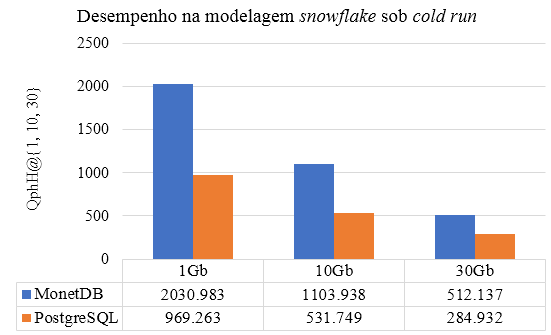 Desempenho na modelagem snowflake sob cold run
QphH@{1, 10, 30}
2500
2000
1500
1000
500
0
1Gb 10Gb 30Gb
MonetDB 2030.983 1103.938 512.137
PostgreSQL 969.263 531.749 284.932